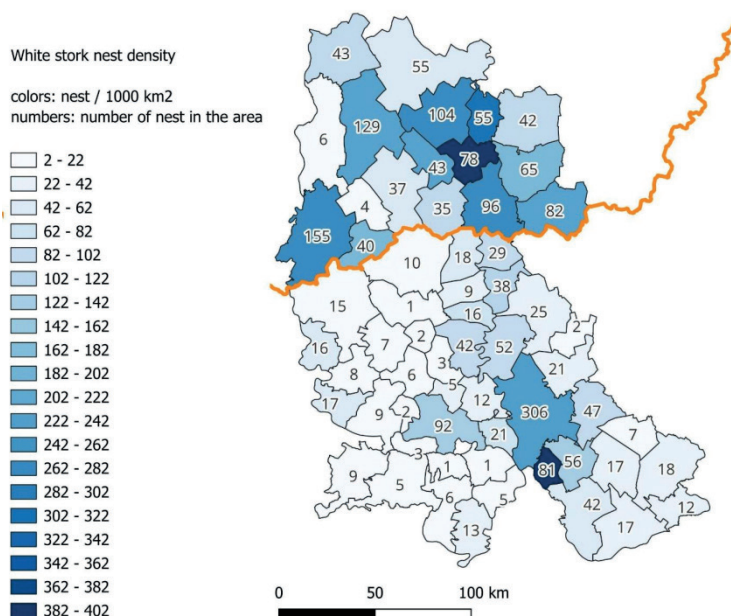 White stork nest density
colors: nest / 1000 km2
numbers: number of nest in the area
2 - 22
22 - 42
42 - 62
62 - 82
82 - 102
102 - 122
122 - 142
142 - 162
162 - 182
182 - 202
202 - 222
222 - 242
242 - 262
262 - 282
282 - 302
302 - 322
322 - 342
342 - 362
362 - 382
382 - 402
43
55
104
55
42
129
6
78
43
65
37
4
35
96
82
155
40
10
18
29
9
38
15
1
16
25
2
16
7
2
42
52
31
21
8
6
5
12
306
17
9
2
92
21
47
7
3
1
1
81
56
17
18
9
5
6
5
42
12
13
17
0 50 100 km